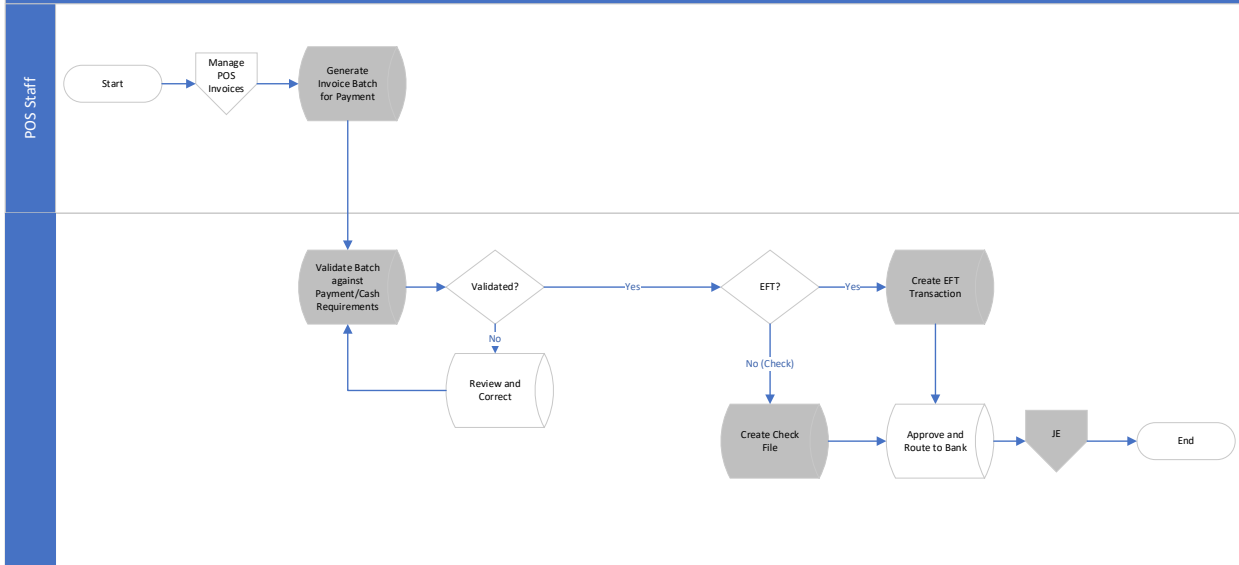 POS Staff
Start
Manage
POS
Invoices
Generate
Invoice Batch
for Payment
Validate Batch
against
Payment/Cash
Requirements
Validated?
Yes
EFT?
Yes
Create EFT
Transaction
No
Review and
Correct
No (Check)
Create Check
File
Approve and
Route to Bank
JE
End